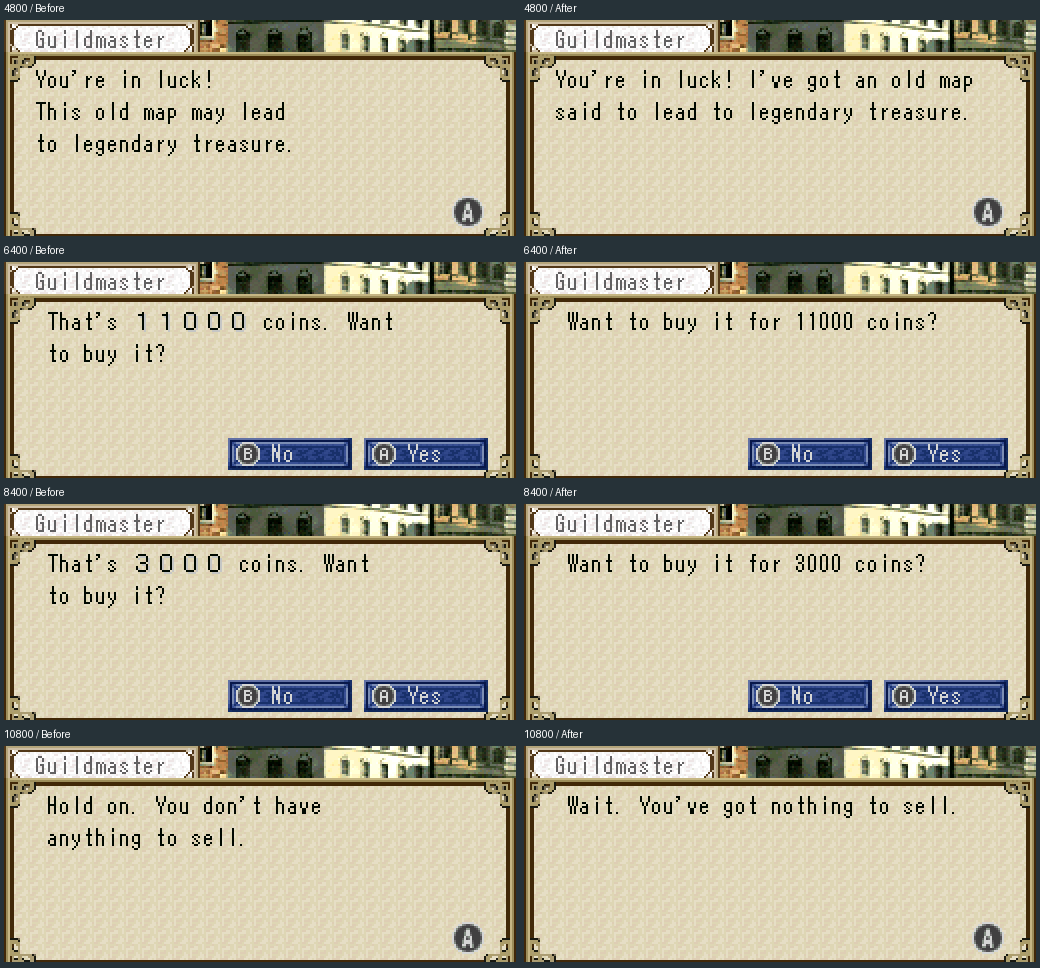 4800 / Before
Guildmaster
You're in luck!
This old map may lead
to legendary treasure.
A
4800 / After
Guildmaster
You're in luck! I've got an old map
said to lead to legendary treasure.
A
6400 / Before
Guildmaster
That's 11000 coins. Want
to buy it?
B No
A Yes
6400 / After
Guildmaster
Want to buy it for 11000 coins?
B No
A Yes
8400 / Before
Guildmaster
That's 3000 coins. Want
to buy it?
B No
A Yes
8400 / After
Guildmaster
Want to buy it for 3000 coins?
B No
A Yes
10800 / Before
Guildmaster
Hold on. You don't have
anything to sell.
A
10800 / After
Guildmaster
Wait. You've got nothing to sell.
A